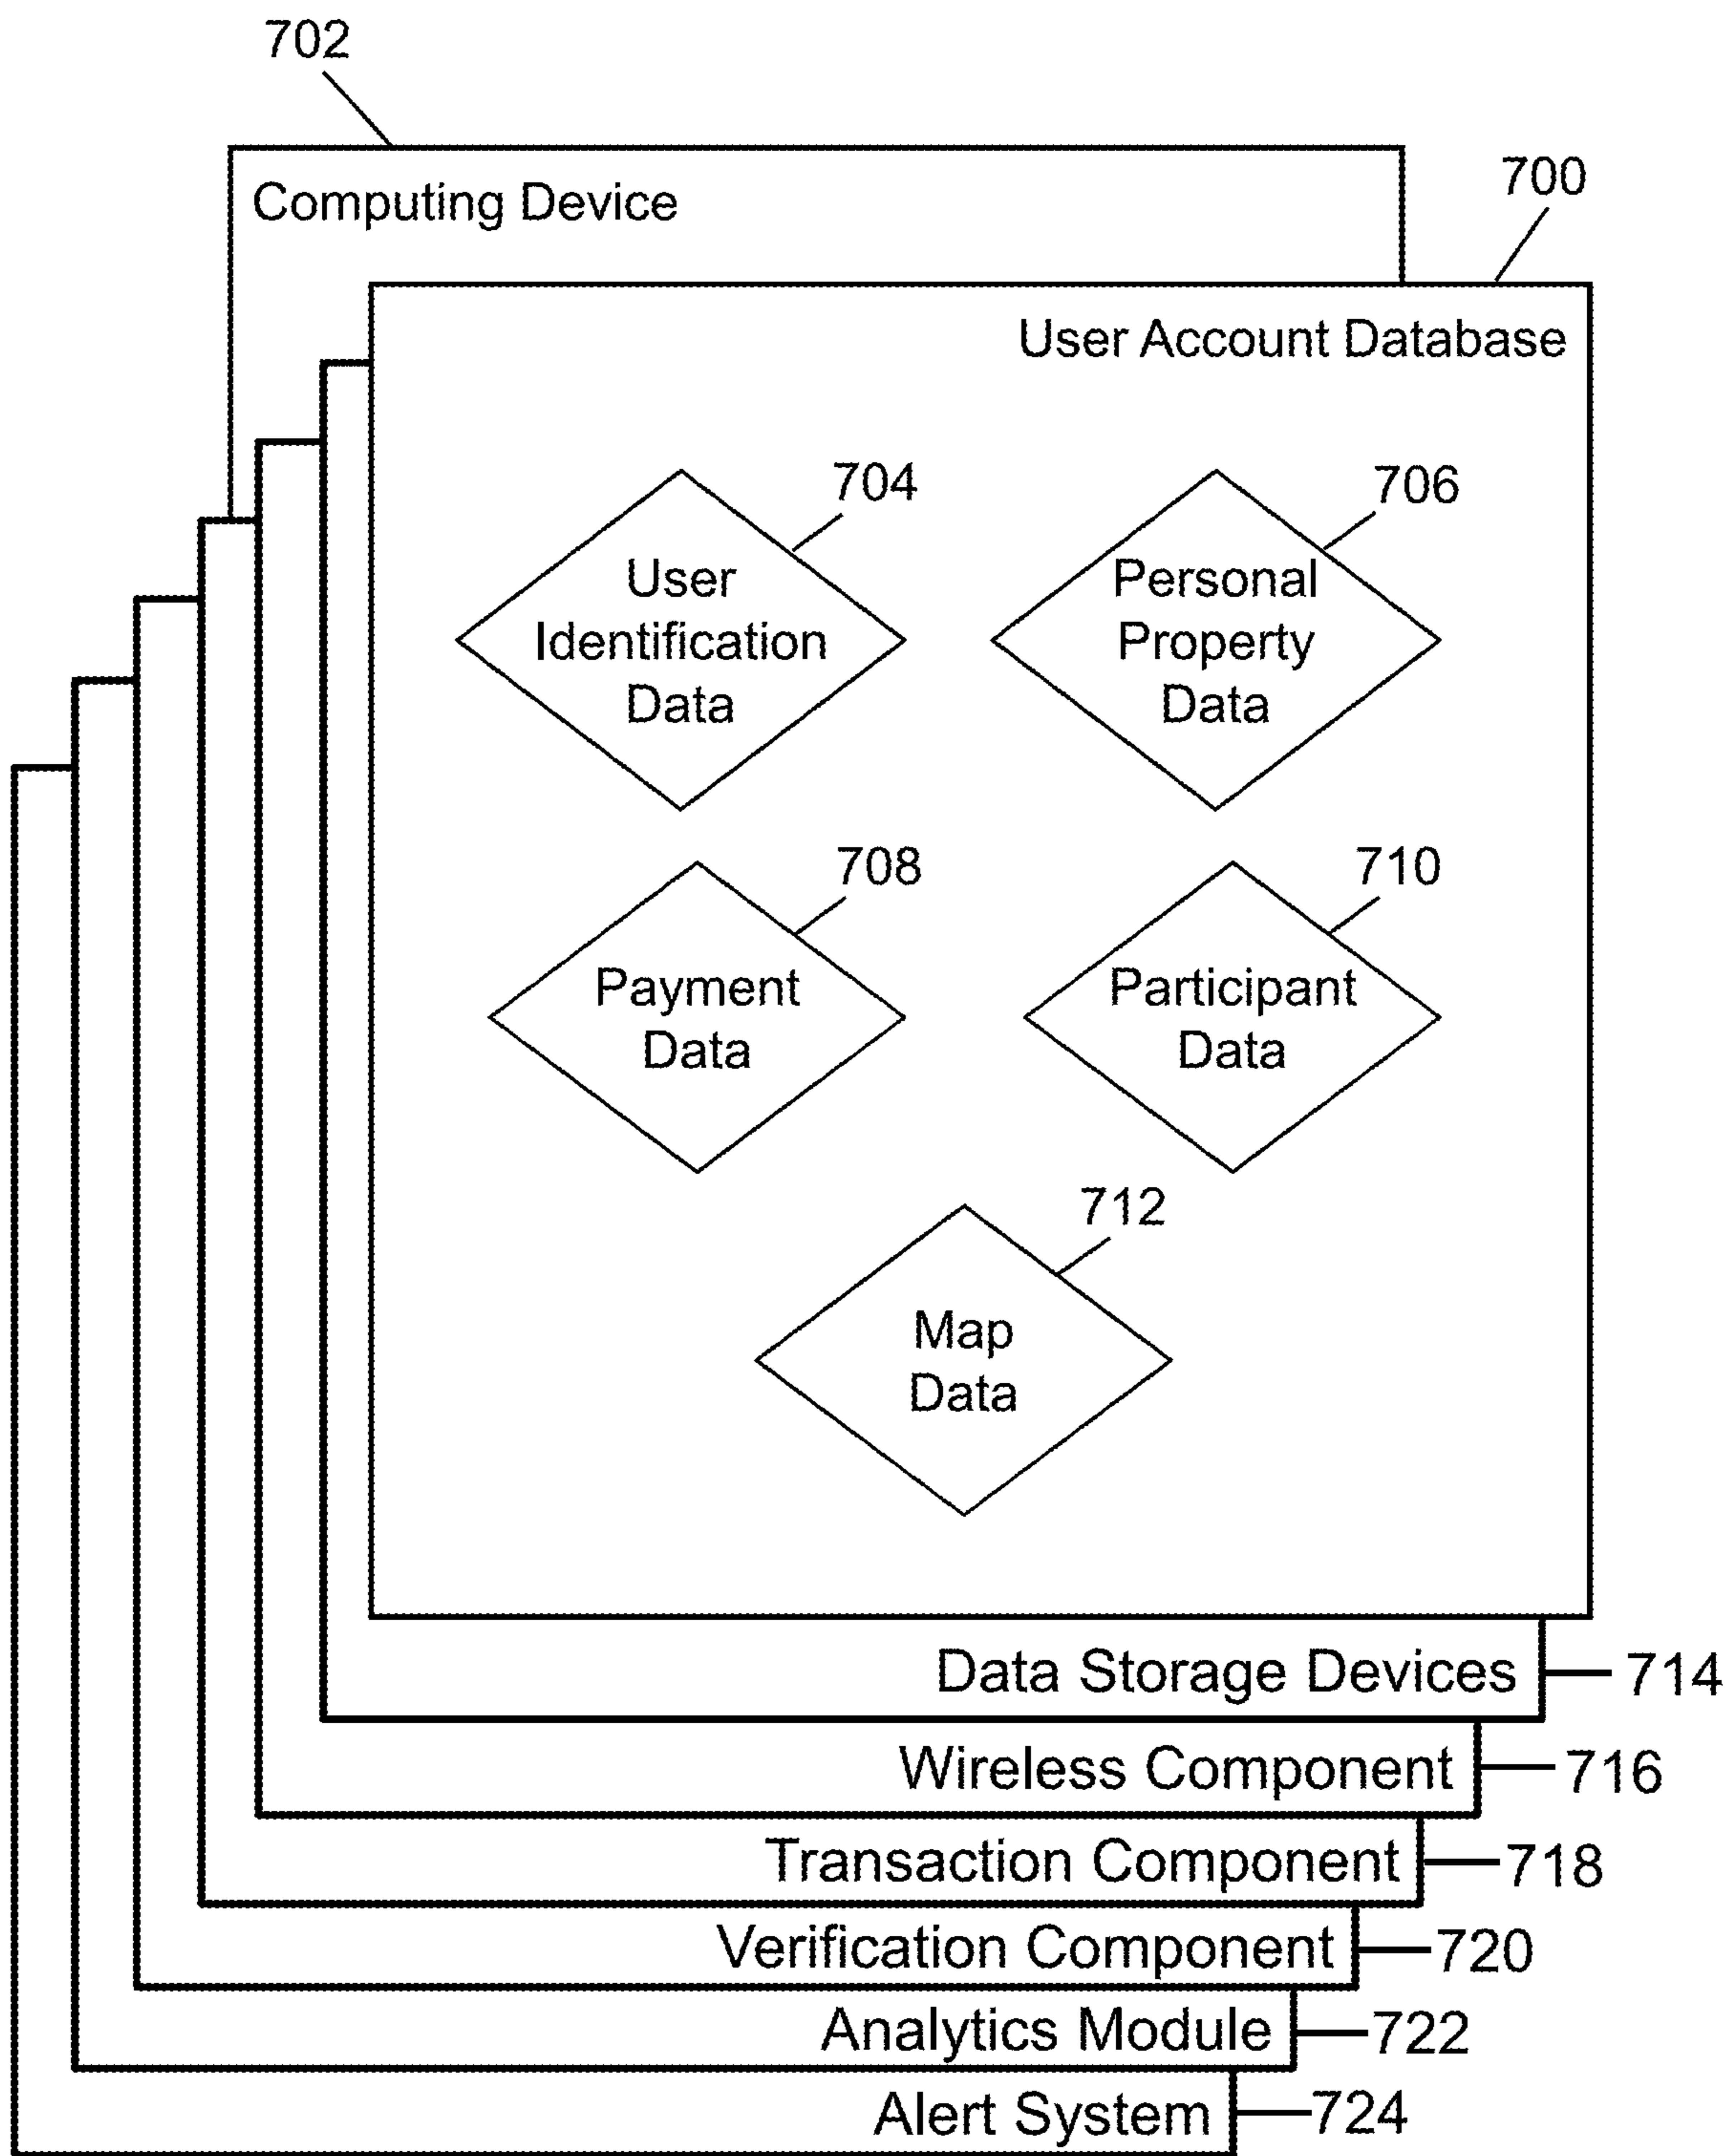 702
Computing Device
700
User Account Database
704
User
Identification
Data
706
Personal
Property
Data
708
Payment
Data
710
Participant
Data
712
Map
Data
Data Storage Devices
714
Wireless Component
716
Transaction Component
718
Verification Component
720
Analytics Module
722
Alert System
724